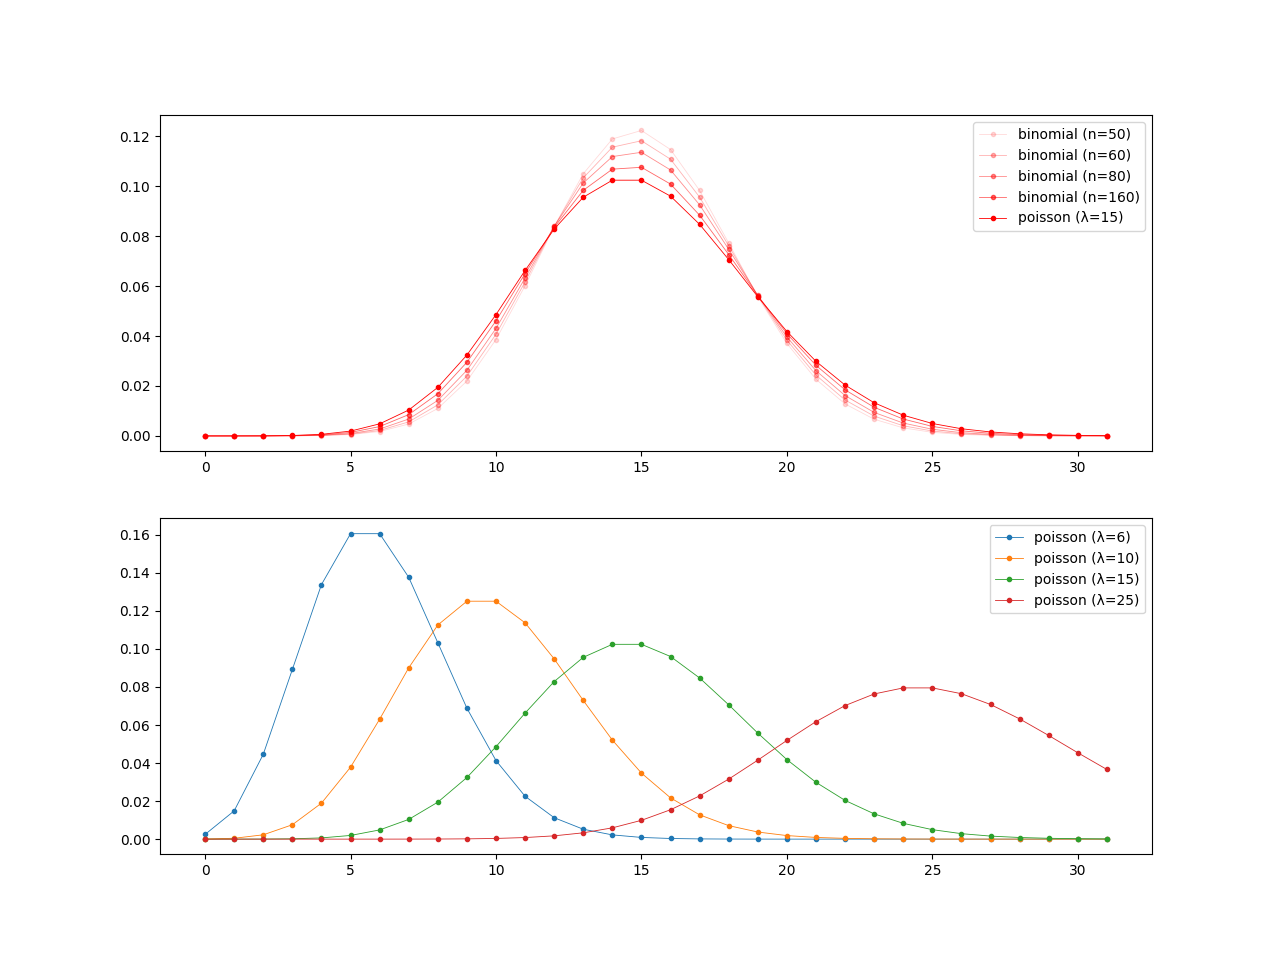 0.12
0.10
0.08
0.06
0.04
0.02
0.00
binomial (n=50)
binomial (n=60)
binomial (n=80)
binomial (n=160)
poisson (λ=15)
0 5 10 15 20 25 30
0.16
0.14
0.12
0.10
0.08
0.06
0.04
0.02
0.00
poisson (λ=6)
poisson (λ=10)
poisson (λ=15)
poisson (λ=25)
0 5 10 15 20 25 30